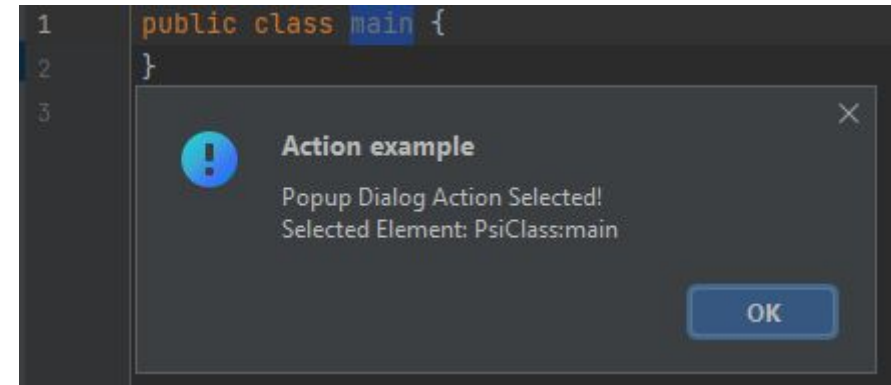 1 public class main {
2 }
3
Action example
Popup Dialog Action Selected!
Selected Element: PsiClass:main
OK